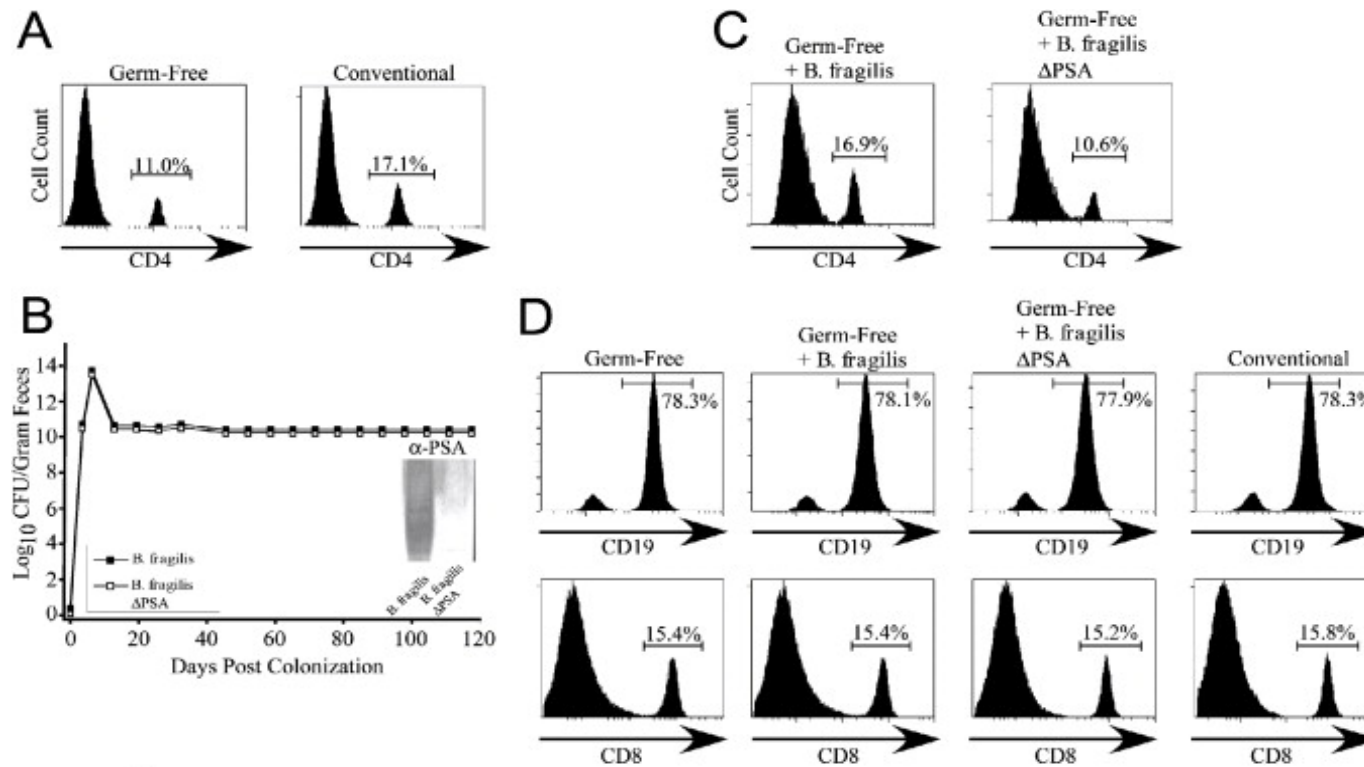 A
Germ-Free
Conventional
Cell Count
11.0%
17.1%
CD4
CD4
C
Germ-Free
+ B. fragilis
Germ-Free
+ B. fragilis
ΔPSA
Cell Count
16.9%
10.6%
CD4
CD4
B
Log10 CFU/Gram Feces
14
12
10
8
6
4
2
0
α-PSA
B. fragilis
B. fragilis
ΔPSA
B. fragilis
B. fragilis
ΔPSA
0
20
40
60
80
100
120
Days Post Colonization
D
Germ-Free
Germ-Free
+ B. fragilis
Germ-Free
+ B. fragilis
ΔPSA
Conventional
78.3%
78.1%
77.9%
78.3%
CD19
CD19
CD19
CD19
15.4%
15.4%
15.2%
15.8%
CD8
CD8
CD8
CD8